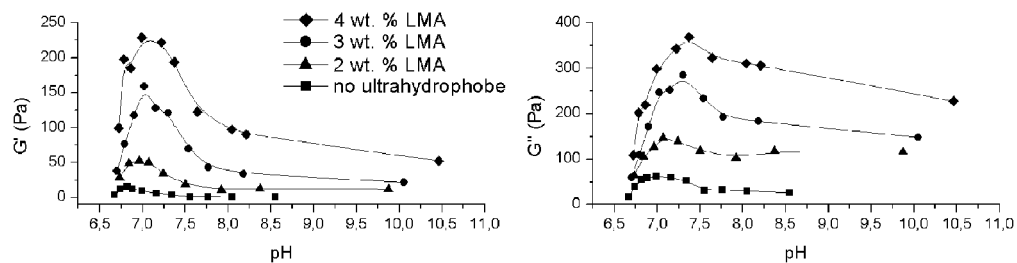 250
200
150
100
50
0
G' (Pa)
6,5 7,0 7,5 8,0 8,5 9,0 9,5 10,0 10,5 11,0
pH
4 wt. % LMA
3 wt. % LMA
2 wt. % LMA
no ultrahydrophobe
400
300
200
100
0
G'' (Pa)
6,5 7,0 7,5 8,0 8,5 9,0 9,5 10,0 10,5 11,0
pH